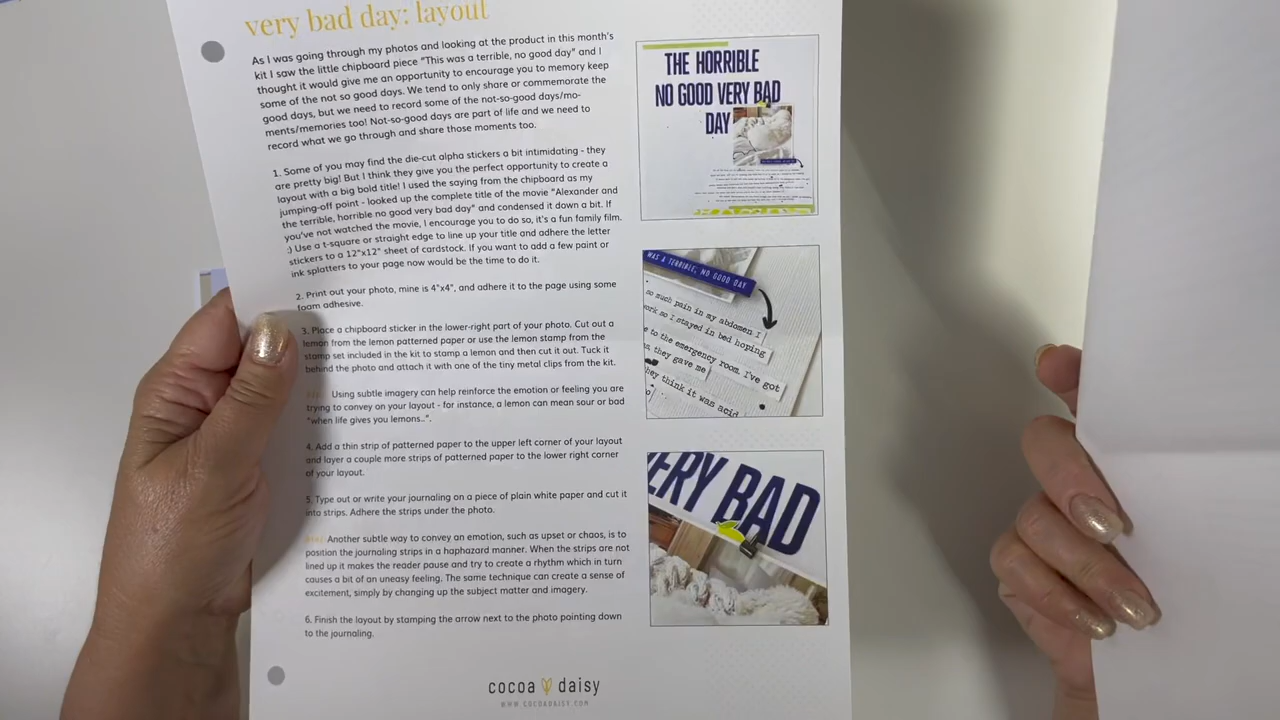 very bad day: layout
As I was going through my photos and looking at the product in this month's
kit I saw the little chipboard piece "This was a terrible, no good day" and I
thought it would give me an opportunity to encourage you to memory keep
some of the not so good days. We tend to only share or commemorate the
good days, but we need to record some of the not-so-good days/mo-
ments/memories too! Not-so-good days are part of life and we need to
record what we go through and share those moments too.
1. Some of you may find the die-cut alpha stickers a bit intimidating - they
are pretty big! But I think they give you the perfect opportunity to create a
layout with a big bold title! I used the saying from the chipboard as my
jumping-off point - looked up the complete title of the movie "Alexander and
the terrible, horrible no good very bad day" and condensed it down a bit. If
you've not watched the movie, I encourage you to do so, it's a fun family film.
:) Use a t-square or straight edge to line up your title and adhere the letter
stickers to a 12"x12" sheet of cardstock. If you want to add a few paint or
ink splatters to your page now would be the time to do it.
2. Print out your photo, mine is 4"x4", and adhere it to the page using some
foam adhesive.
3. Place a chipboard sticker in the lower-right part of your photo. Cut out a
lemon from the lemon patterned paper or use the lemon stamp from the
stamp set included in the kit to stamp a lemon and then cut it out. Tuck it
behind the photo and attach it with one of the tiny metal clips from the kit.
Using subtle imagery can help reinforce the emotion or feeling you are
trying to convey on your layout - for instance, a lemon can mean sour or bad
"when life gives you lemons..".
4. Add a thin strip of patterned paper to the upper left corner of your layout
and layer a couple more strips of patterned paper to the lower right corner
of your layout.
5. Type out or write your journaling on a piece of plain white paper and cut it
into strips. Adhere the strips under the photo.
Another subtle way to convey an emotion, such as upset or chaos, is to
position the journaling strips in a haphazard manner. When the strips are not
lined up it makes the reader pause and try to create a rhythm which in turn
causes a bit of an uneasy feeling. The same technique can create a sense of
excitement, simply by changing up the subject matter and imagery.
6. Finish the layout by stamping the arrow next to the photo pointing down
to the journaling.
THE HORRIBLE
NO GOOD VERY BAD
DAY
WAS A TERRIBLE, NO GOOD DAY
so much pain in my abdomen I
work so I stayed in bed hoping
e to the emergency room. I've got
s, they gave me
hey think it was acid
ERY BAD
cocoa daisy
WWW.COCOADAISY.COM